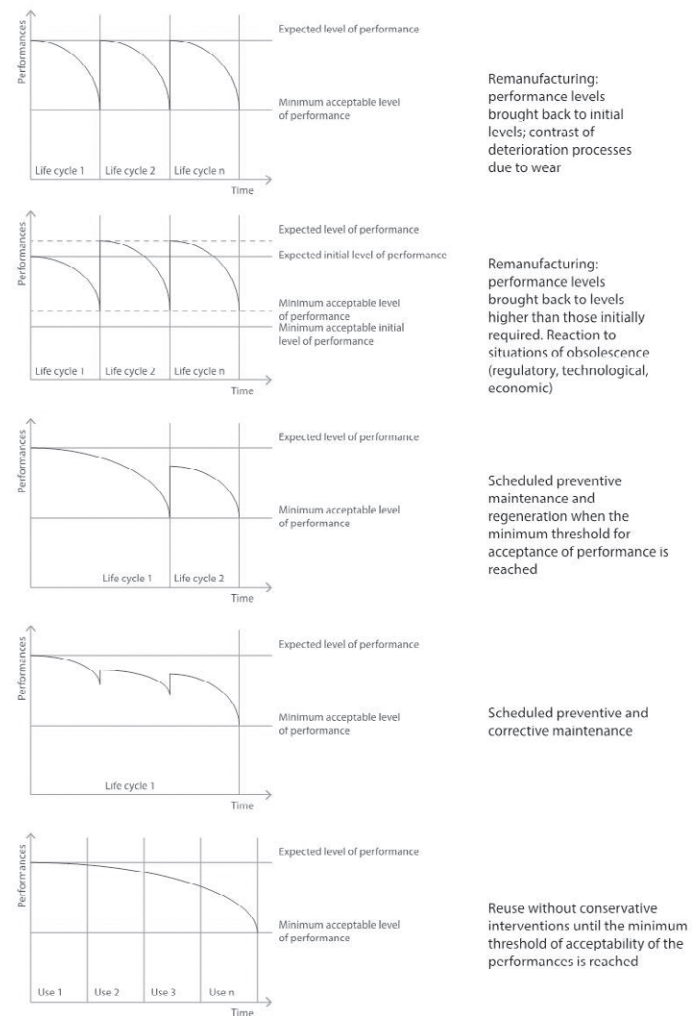 Performances
Expected level of performance
Minimum acceptable level
of performance
Life cycle 1
Life cycle 2
Life cycle n
Time
Remanufacturing:
performance levels
brought back to initial
levels; contrast of
deterioration processes
due to wear
Performances
Expected level of performance
Expected initial level of performance
Minimum acceptable level
of performance
Minimum acceptable initial
level of performance
Life cycle 1
Life cycle 2
Life cycle n
Time
Remanufacturing:
performance levels
brought back to levels
higher than those initially
required. Reaction to
situations of obsolescence
(regulatory, technological,
economic)
Performances
Expected level of performance
Minimum acceptable level
of performance
Life cycle 1
Life cycle 2
Time
Scheduled preventive
maintenance and
regeneration when the
minimum threshold for
acceptance of performance is
reached
Performances
Expected level of performance
Minimum acceptable level
of performance
Life cycle 1
Time
Scheduled preventive and
corrective maintenance
Performances
Expected level of performance
Minimum acceptable level
of performance
Use 1
Use 2
Use 3
Use n
Time
Reuse without conservative
interventions until the minimum
threshold of acceptability of the
performances is reached